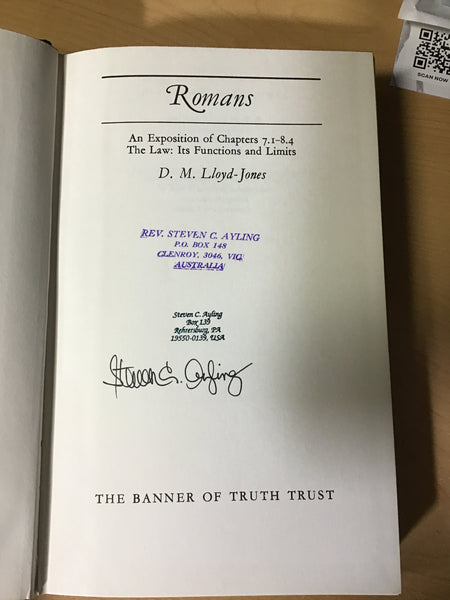 Romans
An Exposition of Chapters 7.1-8.4
The Law: Its Functions and Limits
D. M. Lloyd-Jones
REV. STEVEN C. AYLING
P.O. BOX 148
GLENROY, 3046, VIC
AUSTRALIA
Steven C. Ayling
Box 139
Rehrersburg, PA
19550-0139, USA
Steven C. Ayling
THE BANNER OF TRUTH TRUST
SCAN NOW